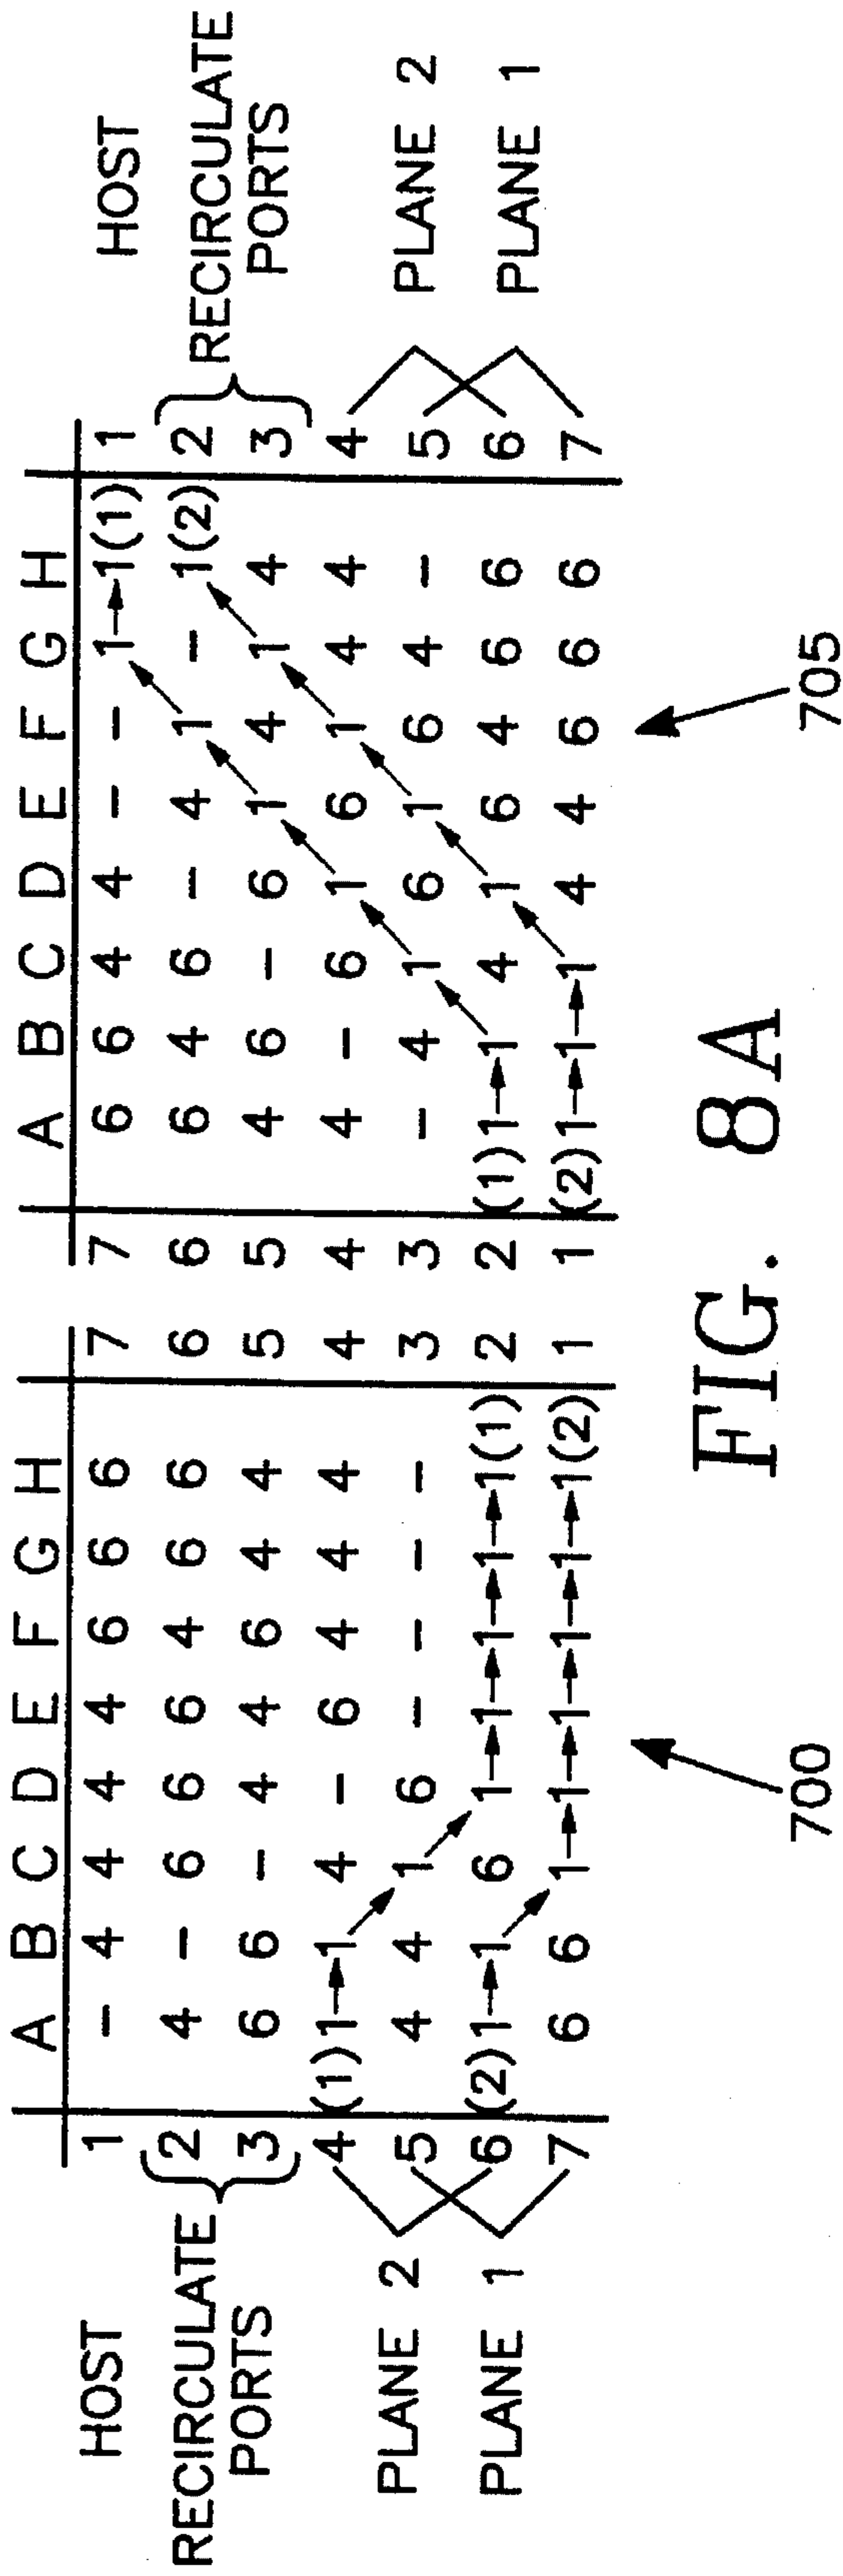 A B C D E F G H A B C D E F G H
HOST 1 - 4 4 4 4 6 6 6 7 7 6 6 4 4 - - 1→1(1) 1 HOST
RECIRCULATE 2 4 - 6 6 6 4 6 6 6 6 6 4 6 - 4 1 - 1(2) 2 RECIRCULATE
PORTS 3 6 6 - 4 4 6 4 4 5 5 4 6 - 6 1 4 1 4 3 PORTS
4 (1)1→1 4 - 6 4 4 4 4 4 4 - 6 1 6 1 4 4 4
PLANE 2 5 4 4 1 6 - - - - 3 3 - 4 1 6 1 6 4 - 5 PLANE 2
PLANE 1 6 (2)1→1 6 1→1→1→1→1(1) 2 2 (1)1→1 4 1 6 4 6 6 6 PLANE 1
7 6 6 1→1→1→1→1→1(2) 1 1 (2)1→1→1 4 4 6 6 6 7
700 705
FIG. 8A